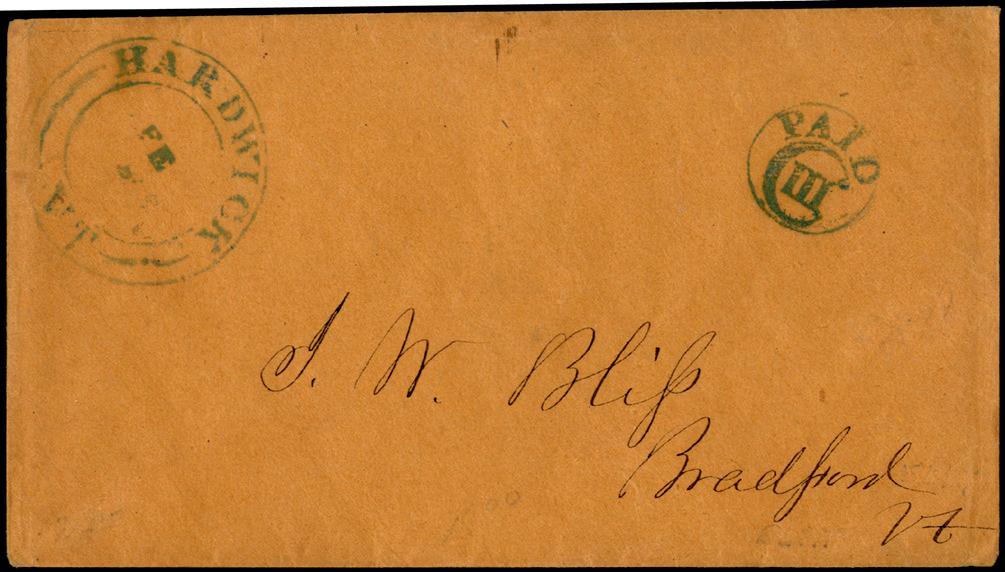 HARDWICK
VT.
FE
PAID
III
J. W. Bliſs
Bradford
Vt